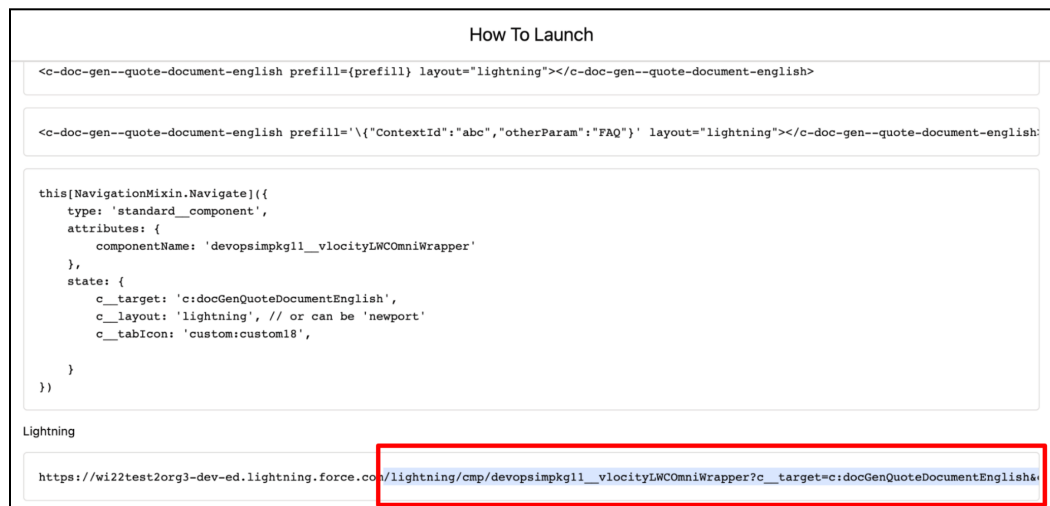 How To Launch
<c-doc-gen--quote-document-english prefill={prefill} layout="lightning"></c-doc-gen--quote-document-english>
<c-doc-gen--quote-document-english prefill='\{"ContextId":"abc","otherParam":"FAQ"}' layout="lightning"></c-doc-gen--quote-document-english
this[NavigationMixin.Navigate]({
    type: 'standard__component',
    attributes: {
        componentName: 'devopsimpkg11__vlocityLWCOmniWrapper'
    },
    state: {
        c__target: 'c:docGenQuoteDocumentEnglish',
        c__layout: 'lightning', // or can be 'newport'
        c__tabIcon: 'custom:custom18',
    }
})
Lightning
https://wi22test2org3-dev-ed.lightning.force.com/lightning/cmp/devopsimpkg11__vlocityLWCOmniWrapper?c__target=c:docGenQuoteDocumentEnglish&